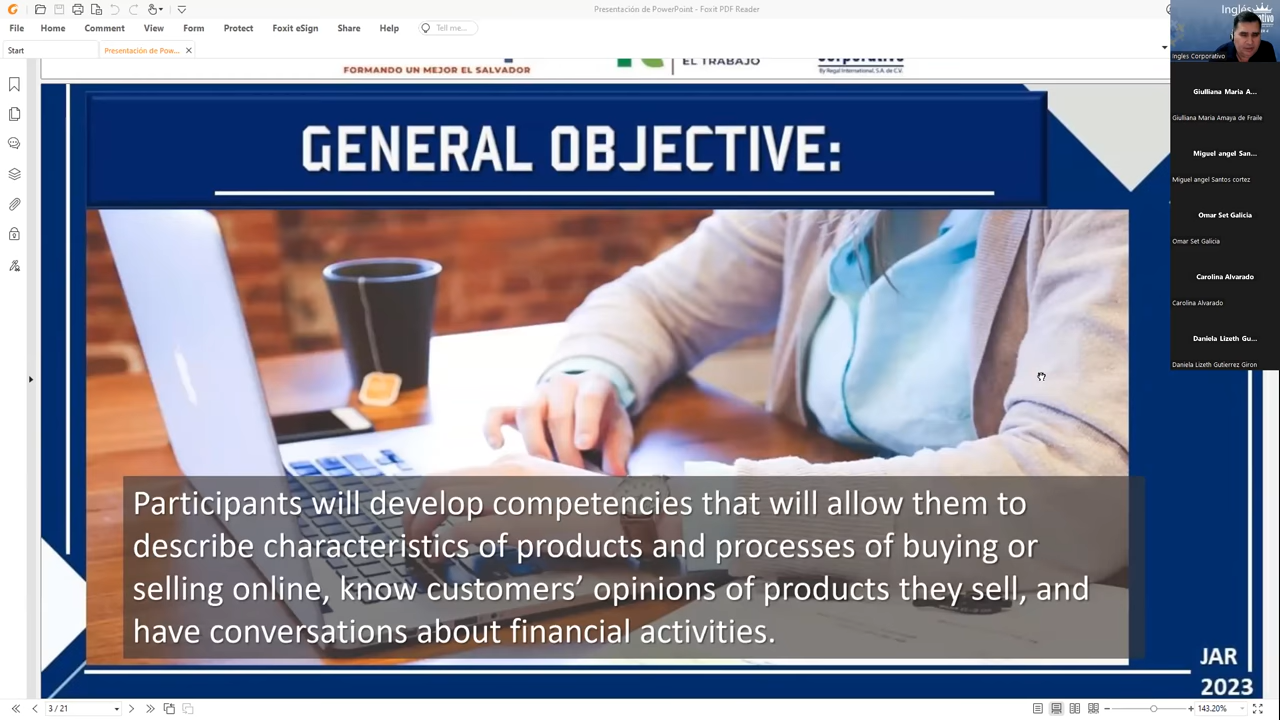 Presentación de PowerPoint - Foxit PDF Reader
File Home Comment View Form Protect Foxit eSign Share Help Tell me...
Start Presentación de Pow...
FORMANDO UN MEJOR EL SALVADOR
EL TRABAJO
By Regal International, S.A. de C.V.
GENERAL OBJECTIVE:
Participants will develop competencies that will allow them to
describe characteristics of products and processes of buying or
selling online, know customers’ opinions of products they sell, and
have conversations about financial activities.
JAR
2023
Inglés
Ingles Corporativo
Giulliana Maria A...
Giulliana Maria Amaya de Fraile
Miguel angel San...
Miguel angel Santos cortez
Omar Set Galicia
Omar Set Galicia
Carolina Alvarado
Carolina Alvarado
Daniela Lizeth Gu...
Daniela Lizeth Gutierrez Giron
3 / 21
143.20%